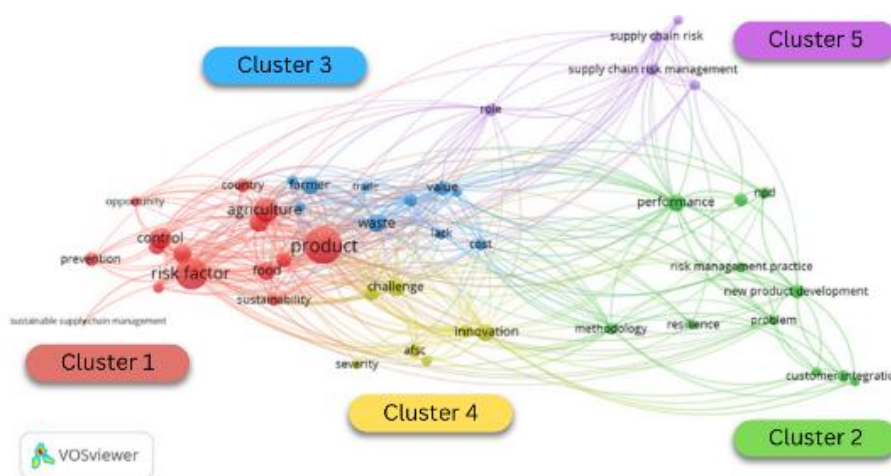 supply chain risk
Cluster 5
Cluster 3
supply chain risk management
role
country
farmer
trade
value
opportunity
agriculture
waste
performance
npd
control
product
lack
cost
prevention
risk factor
food
risk management practice
sustainability
challenge
new product development
sustainable supply chain management
innovation
methodology
resilience
problem
afsc
severity
Cluster 1
customer integration
Cluster 4
Cluster 2
VOSviewer